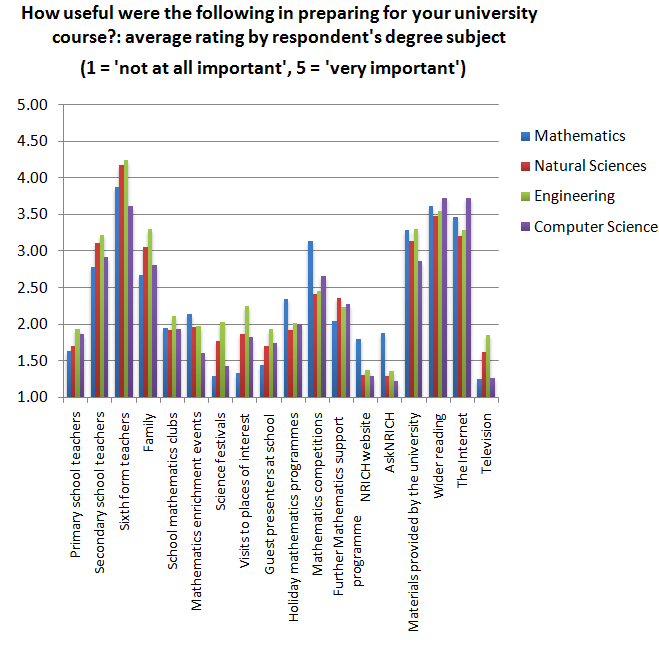 How useful were the following in preparing for your university
course?: average rating by respondent's degree subject
(1 = 'not at all important', 5 = 'very important')
5.00
4.50
4.00
3.50
3.00
2.50
2.00
1.50
1.00
Mathematics
Natural Sciences
Engineering
Computer Science
Primary school teachers
Secondary school teachers
Sixth form teachers
Family
School mathematics clubs
Mathematics enrichment events
Science festivals
Visits to places of interest
Guest presenters at school
Holiday mathematics programmes
Mathematics competitions
Further Mathematics support
programme
NRICH website
AskNRICH
Materials provided by the university
Wider reading
The Internet
Television